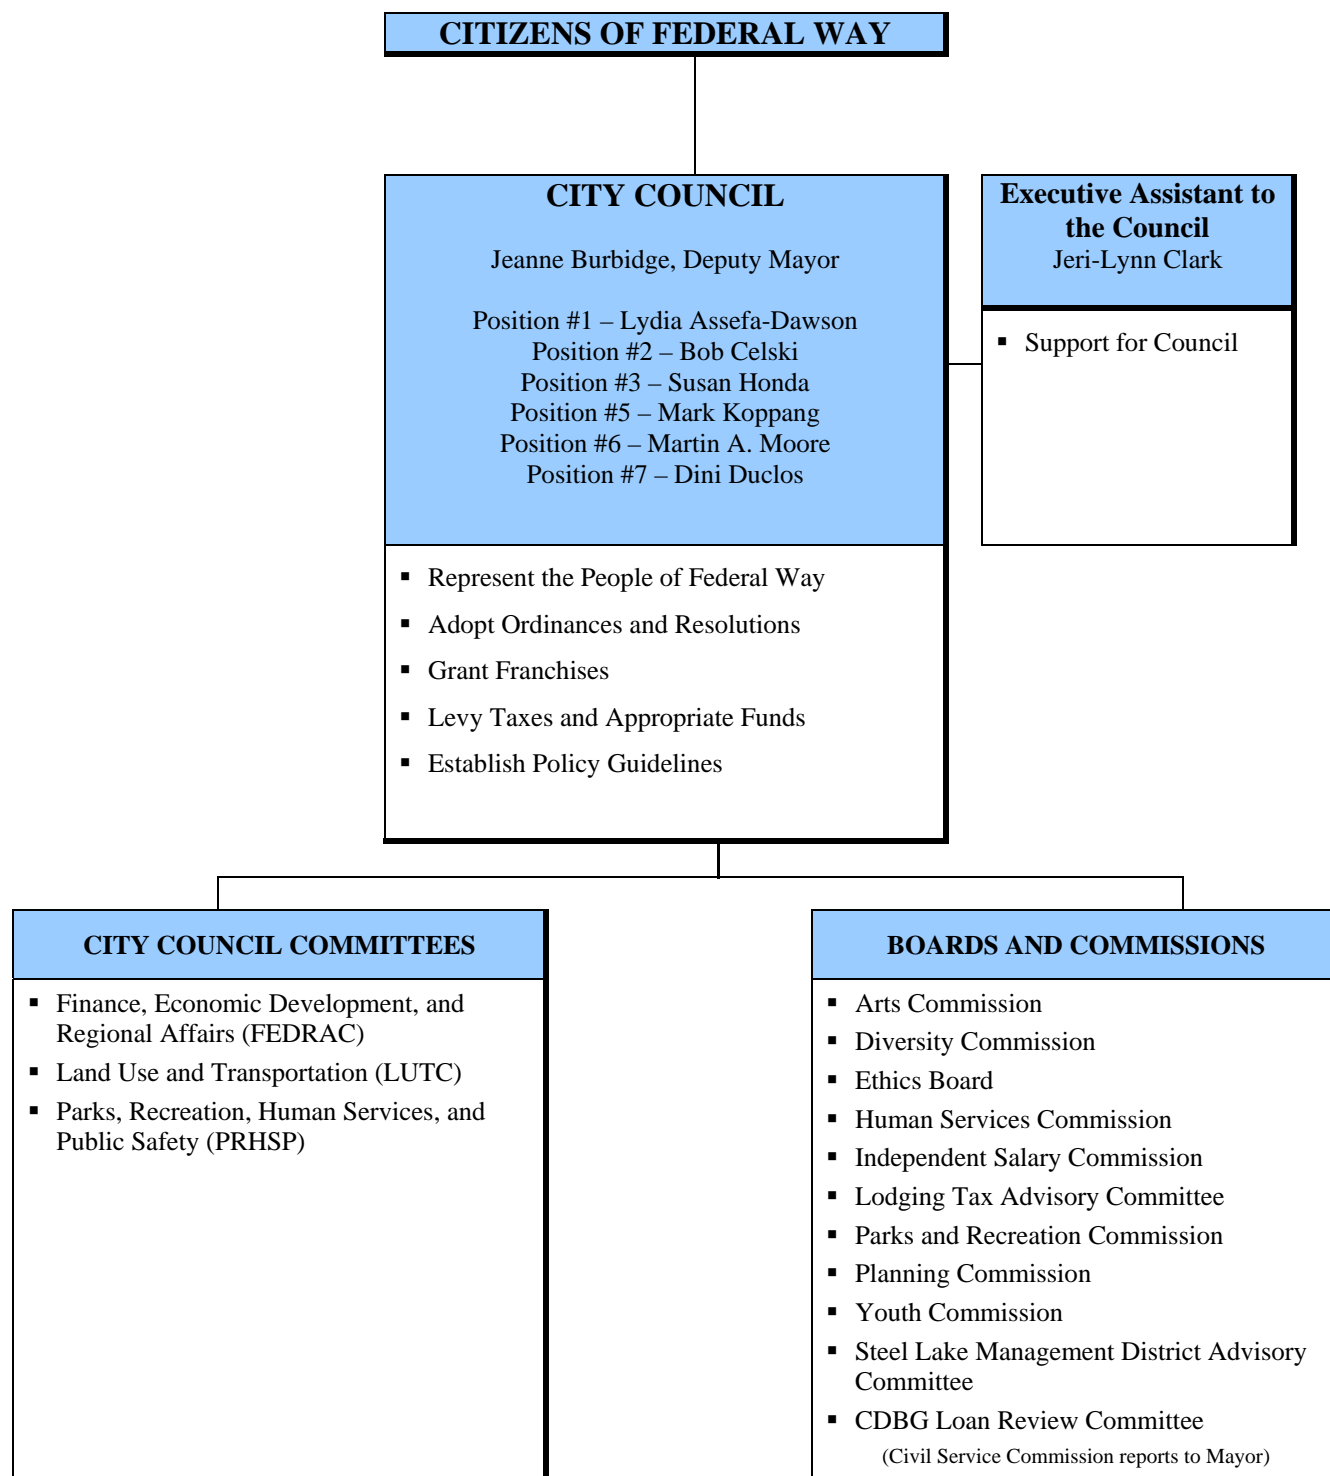 CITIZENS OF FEDERAL WAY
CITY COUNCIL
Jeanne Burbidge, Deputy Mayor
Position #1 – Lydia Assefa-Dawson
Position #2 – Bob Celski
Position #3 – Susan Honda
Position #5 – Mark Koppang
Position #6 – Martin A. Moore
Position #7 – Dini Duclos
▪ Represent the People of Federal Way
▪ Adopt Ordinances and Resolutions
▪ Grant Franchises
▪ Levy Taxes and Appropriate Funds
▪ Establish Policy Guidelines
Executive Assistant to
the Council
Jeri-Lynn Clark
▪ Support for Council
CITY COUNCIL COMMITTEES
▪ Finance, Economic Development, and
Regional Affairs (FEDRAC)
▪ Land Use and Transportation (LUTC)
▪ Parks, Recreation, Human Services, and
Public Safety (PRHSP)
BOARDS AND COMMISSIONS
▪ Arts Commission
▪ Diversity Commission
▪ Ethics Board
▪ Human Services Commission
▪ Independent Salary Commission
▪ Lodging Tax Advisory Committee
▪ Parks and Recreation Commission
▪ Planning Commission
▪ Youth Commission
▪ Steel Lake Management District Advisory
Committee
▪ CDBG Loan Review Committee
(Civil Service Commission reports to Mayor)